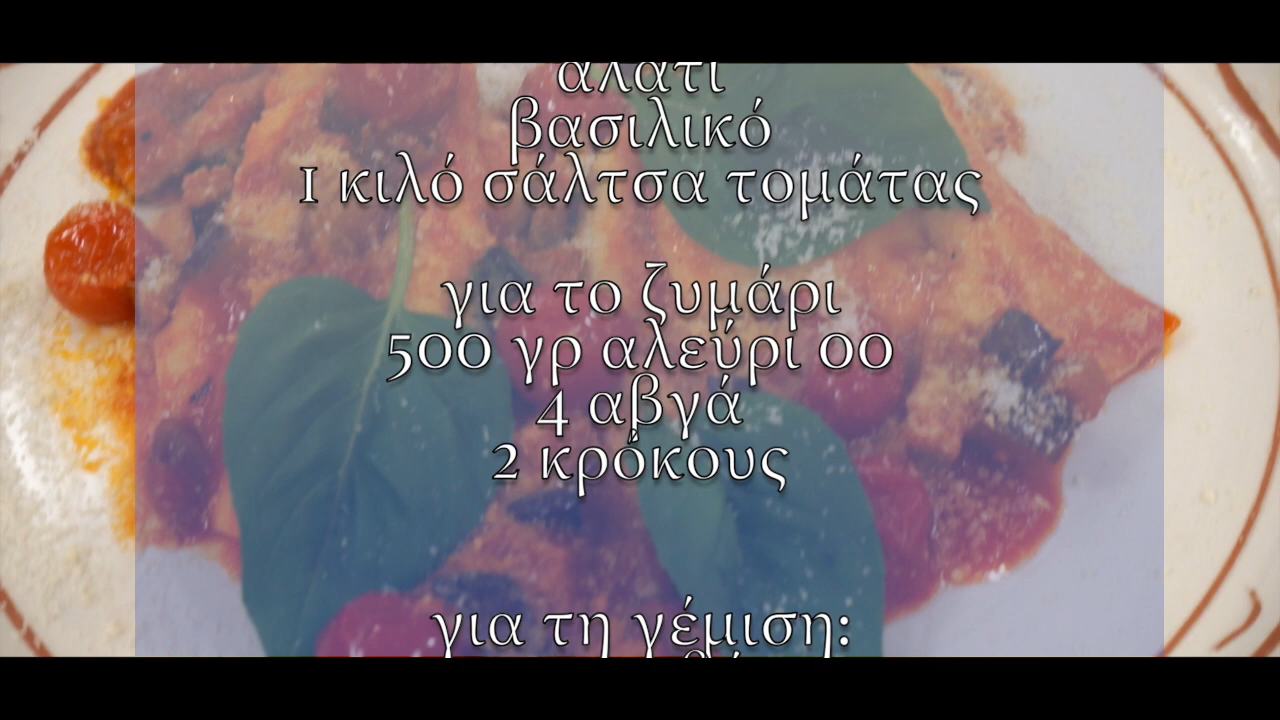 αλάτι
βασιλικό
1 κιλό σάλτσα τομάτας
για το ζυμάρι
500 γρ αλεύρι 00
4 αβγά
2 κρόκους
για τη γέμιση: